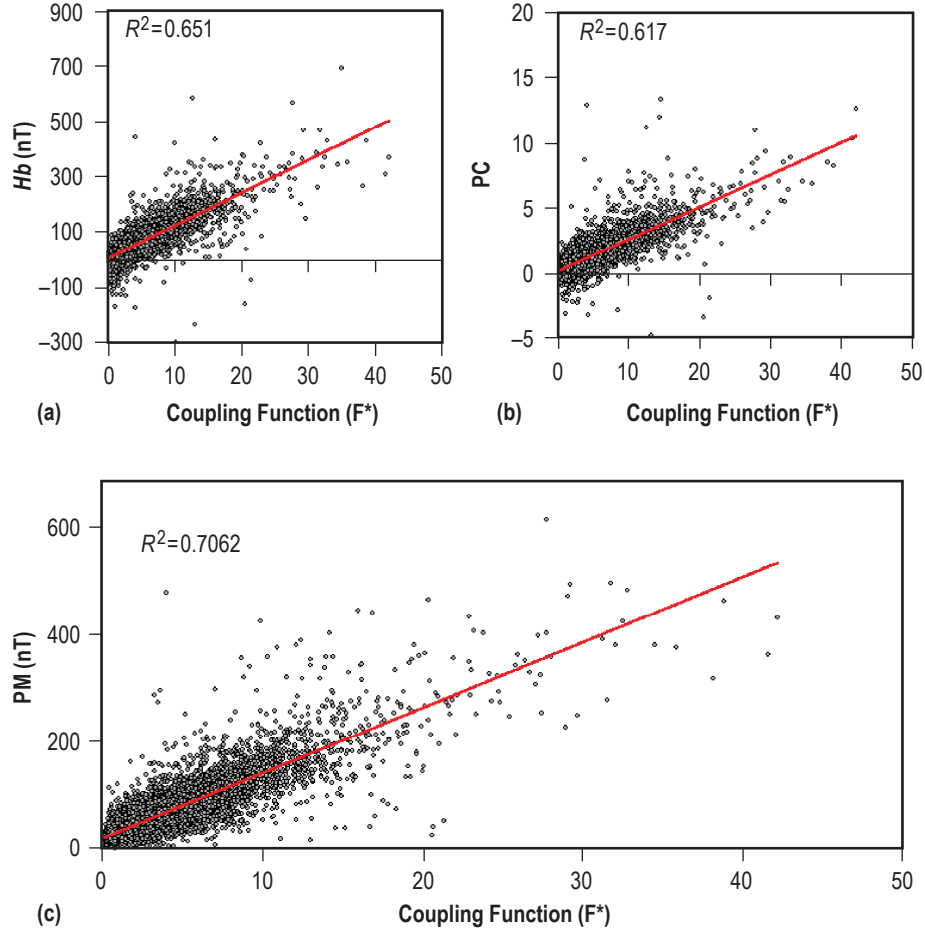 900
700
500
300
100
–100
–300
Hb (nT)
R²=0.651
0 10 20 30 40 50
(a) Coupling Function (F*)
20
15
10
5
0
–5
PC
R²=0.617
0 10 20 30 40 50
(b) Coupling Function (F*)
600
400
200
0
PM (nT)
R²=0.7062
0 10 20 30 40 50
(c) Coupling Function (F*)